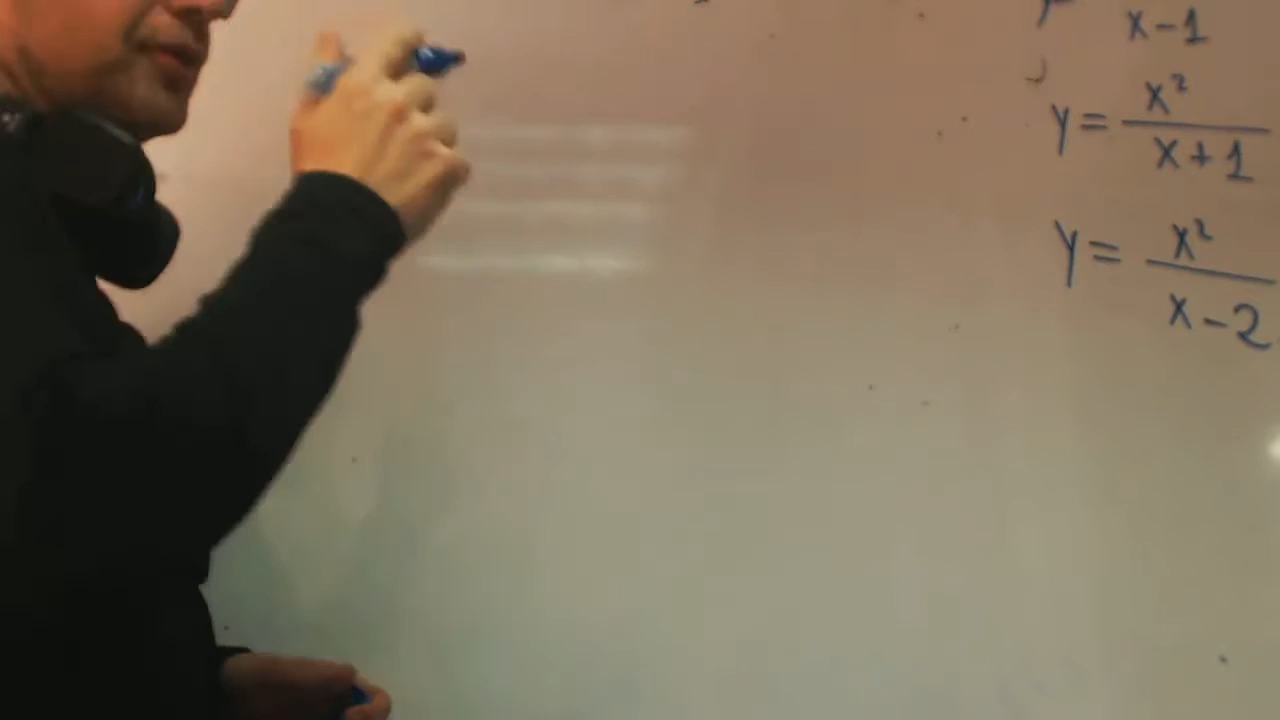 x-1
y = x²/x+1
y = x²/x-2